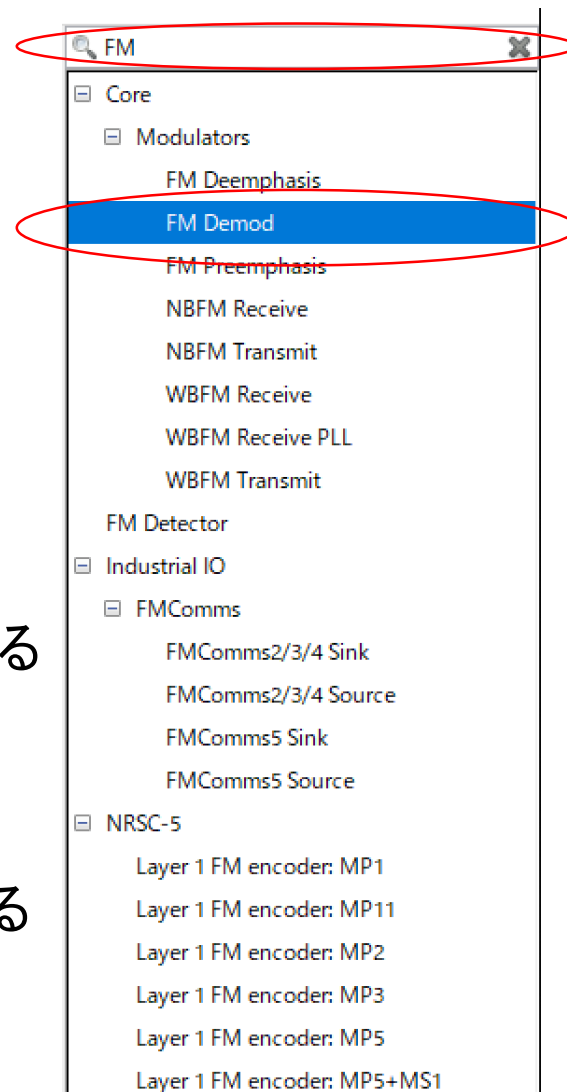 FM
Core
Modulators
FM Deemphasis
FM Demod
FM Preemphasis
NBFM Receive
NBFM Transmit
WBFM Receive
WBFM Receive PLL
WBFM Transmit
FM Detector
Industrial IO
FMComms
る
FMComms2/3/4 Sink
FMComms2/3/4 Source
FMComms5 Sink
FMComms5 Source
NRSC-5
Layer 1 FM encoder: MP1
る
Layer 1 FM encoder: MP11
Layer 1 FM encoder: MP2
Layer 1 FM encoder: MP3
Layer 1 FM encoder: MP5
Layer 1 FM encoder: MP5+MS1